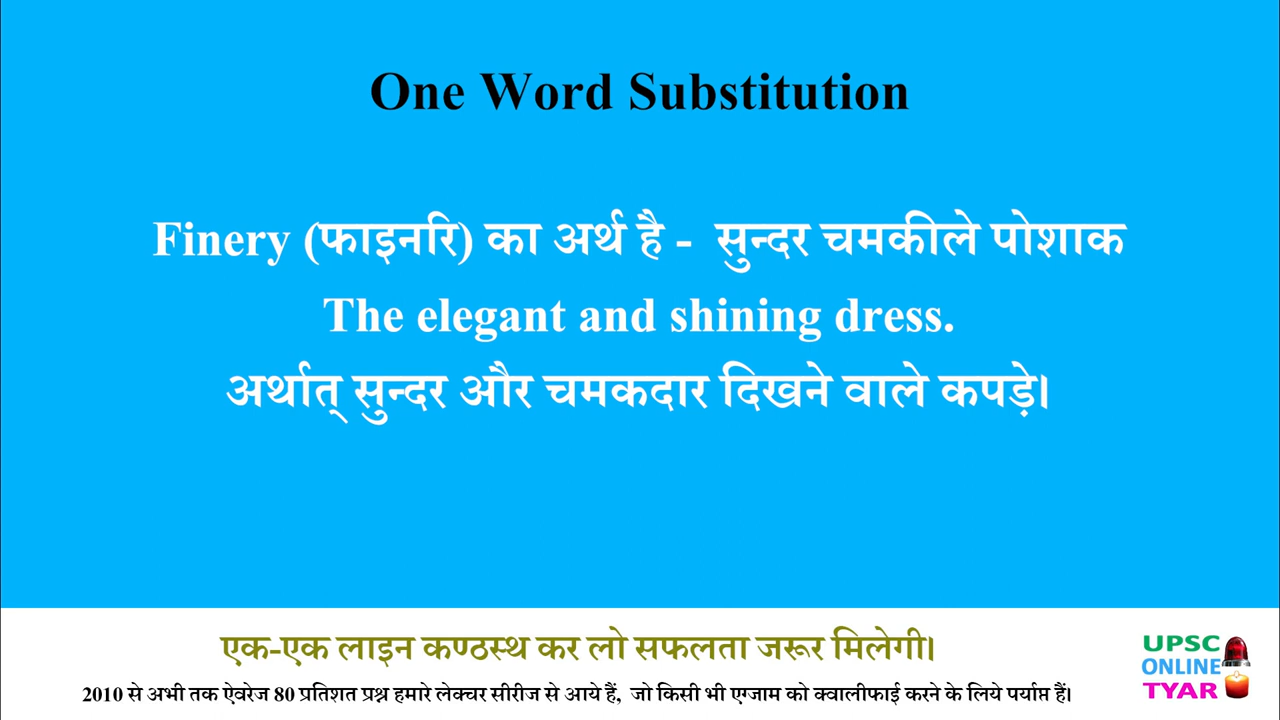 One Word Substitution
Finery (फाइनरि) का अर्थ है - सुन्दर चमकीले पोशाक
The elegant and shining dress.
अर्थात् सुन्दर और चमकदार दिखने वाले कपड़े।
एक-एक लाइन कण्ठस्थ कर लो सफलता जरूर मिलेगी।
2010 से अभी तक ऐवरेज 80 प्रतिशत प्रश्न हमारे लेक्चर सीरीज से आये हैं, जो किसी भी एग्जाम को क्वालीफाई करने के लिये पर्याप्त हैं।
UPSC
ONLINE
TYAR